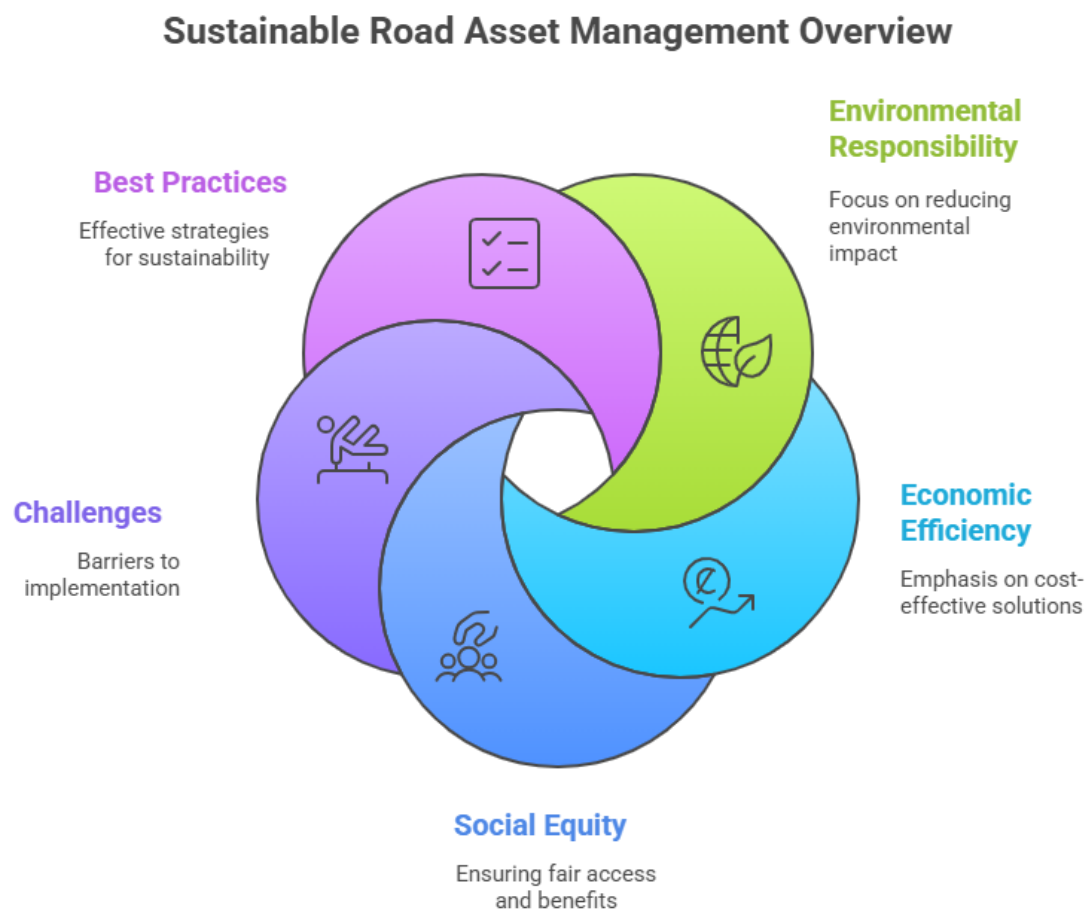 Sustainable Road Asset Management Overview
Environmental
Responsibility
Focus on reducing
environmental
impact
Best Practices
Effective strategies
for sustainability
Economic
Efficiency
Emphasis on cost-
effective solutions
Challenges
Barriers to
implementation
Social Equity
Ensuring fair access
and benefits